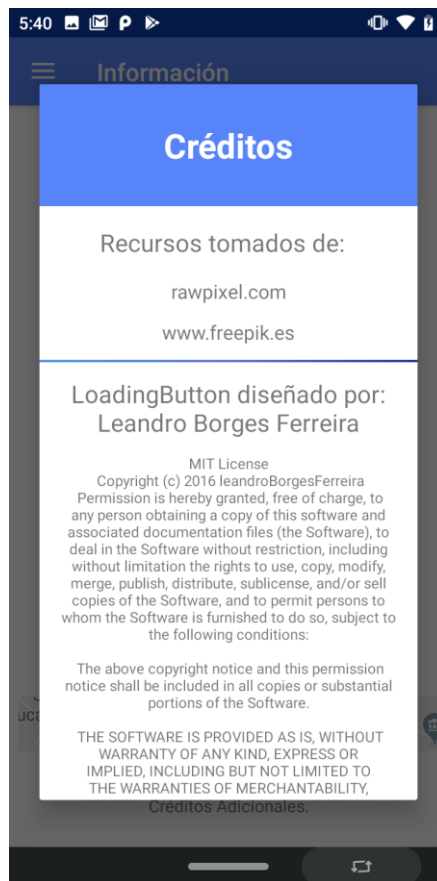 5:40
Información
Créditos
Recursos tomados de:
rawpixel.com
www.freepik.es
LoadingButton diseñado por:
Leandro Borges Ferreira
MIT License
Copyright (c) 2016 leandroBorgesFerreira
Permission is hereby granted, free of charge, to
any person obtaining a copy of this software and
associated documentation files (the Software), to
deal in the Software without restriction, including
without limitation the rights to use, copy, modify,
merge, publish, distribute, sublicense, and/or sell
copies of the Software, and to permit persons to
whom the Software is furnished to do so, subject to
the following conditions:
The above copyright notice and this permission
notice shall be included in all copies or substantial
portions of the Software.
THE SOFTWARE IS PROVIDED AS IS, WITHOUT
WARRANTY OF ANY KIND, EXPRESS OR
IMPLIED, INCLUDING BUT NOT LIMITED TO
THE WARRANTIES OF MERCHANTABILITY,
Créditos Adicionales.